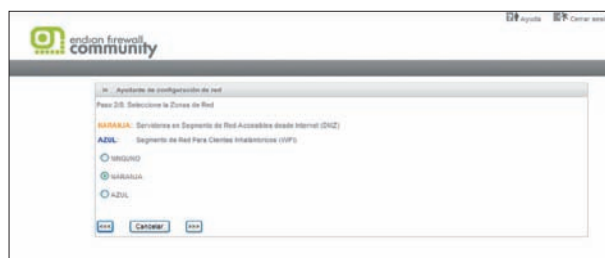 Ayuda Cerrar sesi
endian firewall
community
Ayudante de configuración de red
Paso 2/8: Seleccione la Zonas de Red
NARANJA: Servidores en Segmento de Red Accesibles desde Internet (DMZ)
AZUL: Segmento de Red Para Clientes Inalámbricos (WIFI)
NINGUNO
NARANJA
AZUL
<<< Cancelar >>>